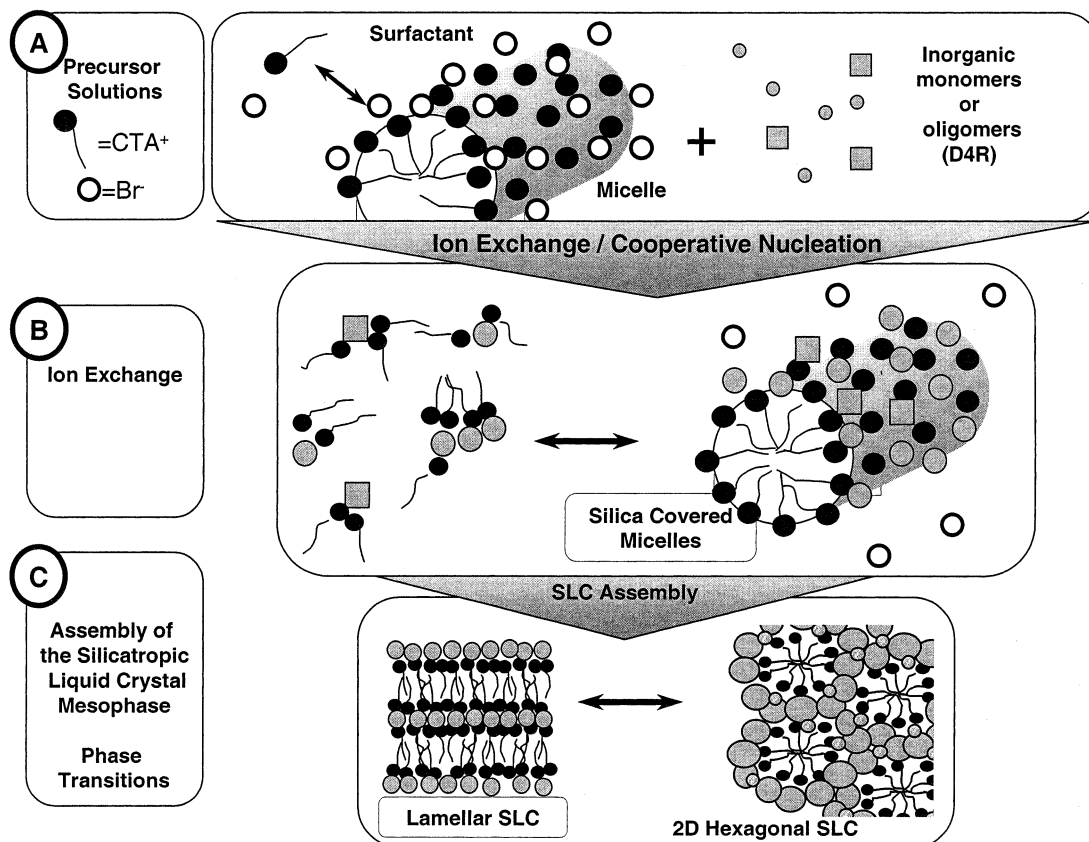 A
Precursor
Solutions
=CTA⁺
=Br⁻
Surfactant
Micelle
+
Inorganic
monomers
or
oligomers
(D4R)
Ion Exchange / Cooperative Nucleation
B
Ion Exchange
Silica Covered
Micelles
SLC Assembly
C
Assembly of
the Silicatropic
Liquid Crystal
Mesophase
Phase
Transitions
Lamellar SLC
2D Hexagonal SLC